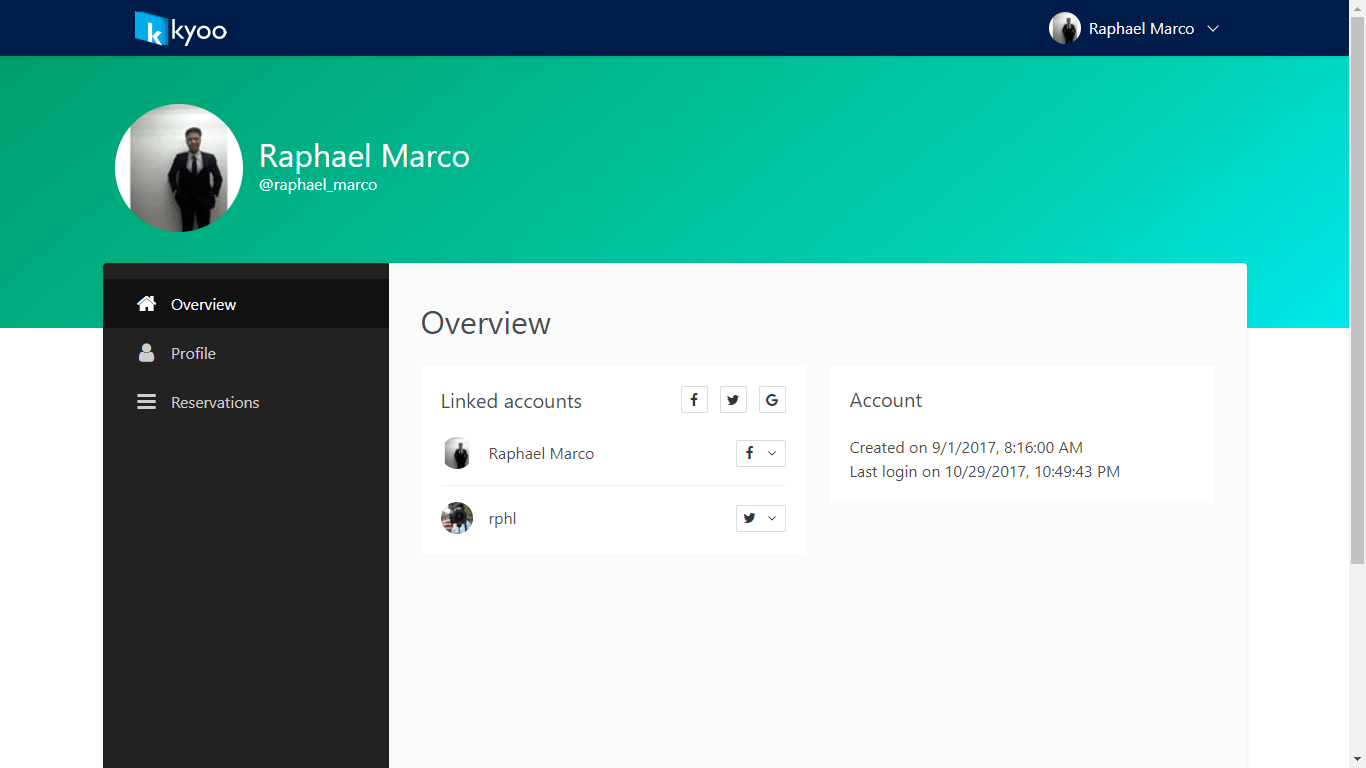 kyoo
Raphael Marco
Raphael Marco
@raphael_marco
Overview
Profile
Reservations
Overview
Linked accounts
Raphael Marco
rphl
Account
Created on 9/1/2017, 8:16:00 AM
Last login on 10/29/2017, 10:49:43 PM